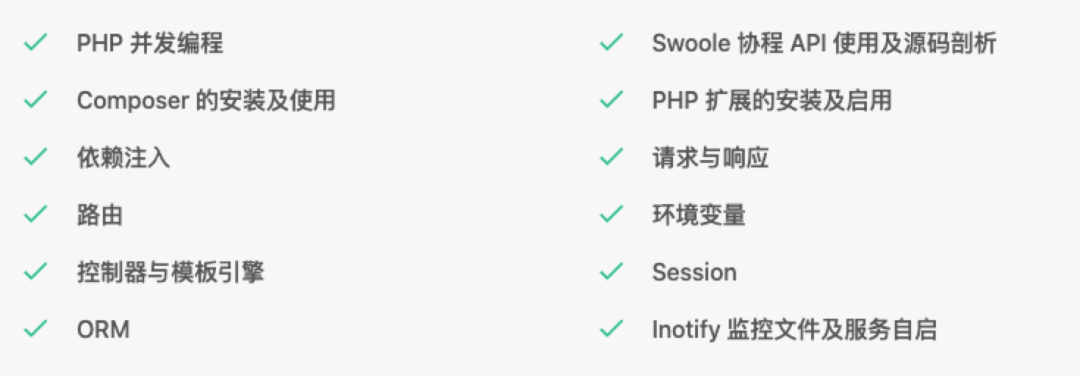 PHP 并发编程
Swoole 协程 API 使用及源码剖析
Composer 的安装及使用
PHP 扩展的安装及启用
依赖注入
请求与响应
路由
环境变量
控制器与模板引擎
Session
ORM
Inotify 监控文件及服务自启